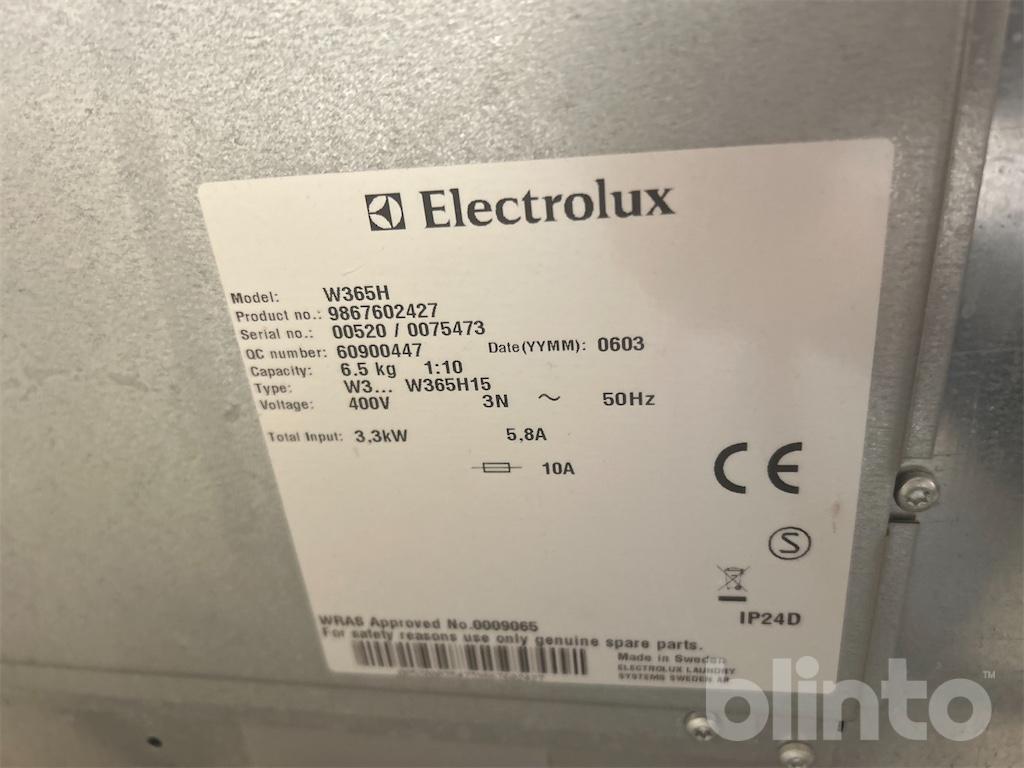 Electrolux
Model: W365H
Product no.: 9867602427
Serial no.: 00520 / 0075473
QC number: 60900447 Date(YYMM): 0603
Capacity: 6.5 kg 1:10
Type: W3... W365H15
Voltage: 400V 3N ~ 50Hz
Total Input: 3,3kW 5,8A
10A
CE
S
IP24D
WRAS Approved No.0009065
For safety reasons use only genuine spare parts.
Made in Sweden
ELECTROLUX LAUNDRY
SYSTEMS SWEDEN AB
blinto™